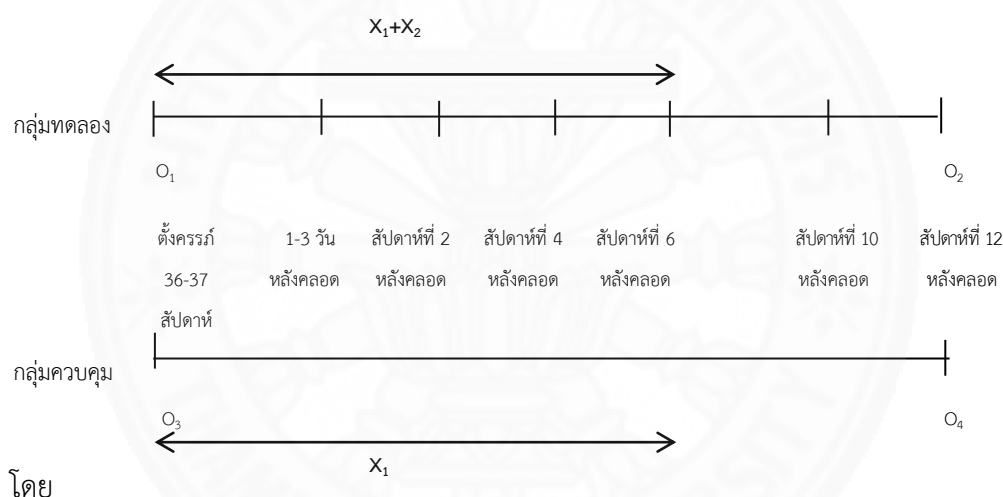 X₁+X₂
กลุ่มทดลอง
O₁ O₂
ตั้งครรภ์ 1-3 วัน สัปดาห์ที่ 2 สัปดาห์ที่ 4 สัปดาห์ที่ 6 สัปดาห์ที่ 10 สัปดาห์ที่ 12
36-37 หลังคลอด หลังคลอด หลังคลอด หลังคลอด หลังคลอด หลังคลอด
สัปดาห์
กลุ่มควบคุม
O₃ O₄
X₁
โดย